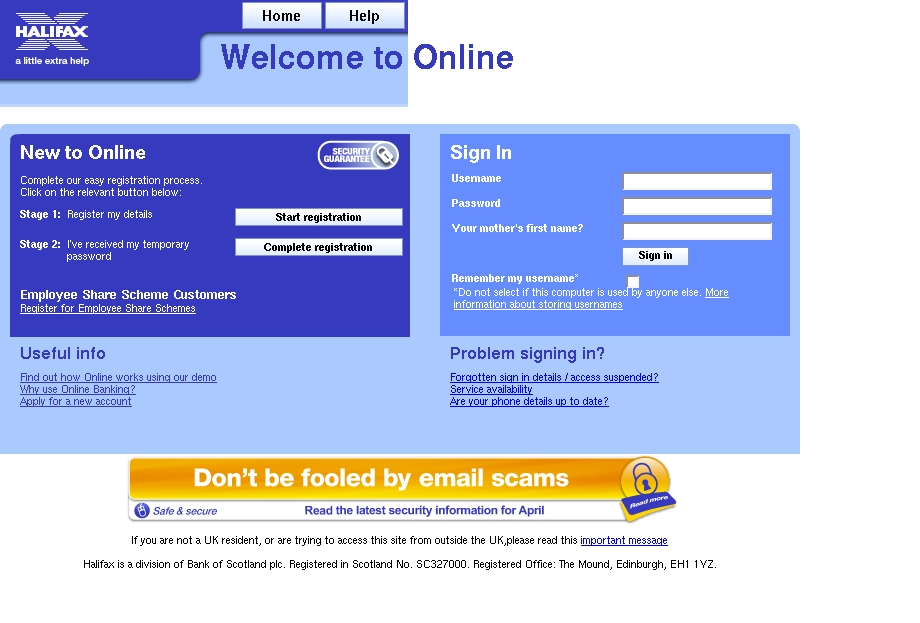 Home
Help
HALIFAX
a little extra help
Welcome to Online
New to Online
SECURITY
GUARANTEE
Complete our easy registration process.
Click on the relevant button below:
Stage 1: Register my details
Start registration
Stage 2: I've received my temporary
password
Complete registration
Employee Share Scheme Customers
Register for Employee Share Schemes
Sign In
Username
Password
Your mother's first name?
Sign in
Remember my username*
*Do not select if this computer is used by anyone else. More
information about storing usernames
Useful info
Find out how Online works using our demo
Why use Online Banking?
Apply for a new account
Problem signing in?
Forgotten sign in details / access suspended?
Service availability
Are your phone details up to date?
Don't be fooled by email scams
Safe & secure
Read the latest security information for April
Read more
If you are not a UK resident, or are trying to access this site from outside the UK,please read this important message
Halifax is a division of Bank of Scotland plc. Registered in Scotland No. SC327000. Registered Office: The Mound, Edinburgh, EH1 1YZ.